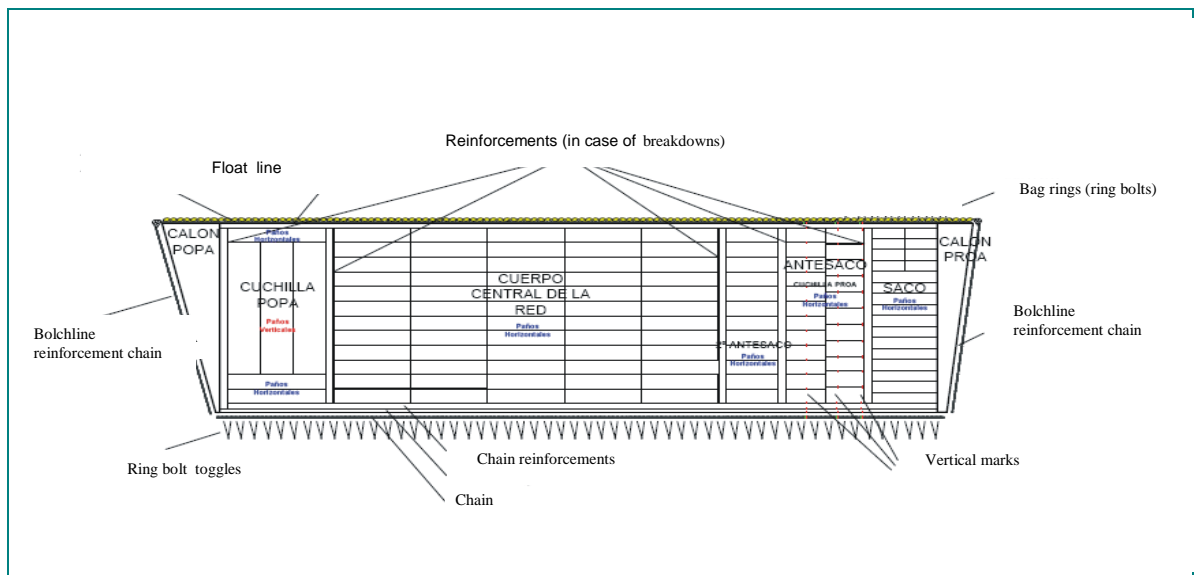 Reinforcements (in case of breakdowns)
Float line
Bag rings (ring bolts)
CALON
POPA
Paños
Horizontales
CUCHILLA
POPA
Paños
Verticales
Paños
Horizontales
CUERPO
CENTRAL DE LA
RED
Paños
Horizontales
2º ANTESACO
Paños
Horizontales
ANTESACO
CUCHILLA PROA
Paños
Horizontales
SACO
Paños
Horizontales
CALON
PROA
Bolchline
reinforcement chain
Bolchline
reinforcement chain
Ring bolt toggles
Chain reinforcements
Chain
Vertical marks